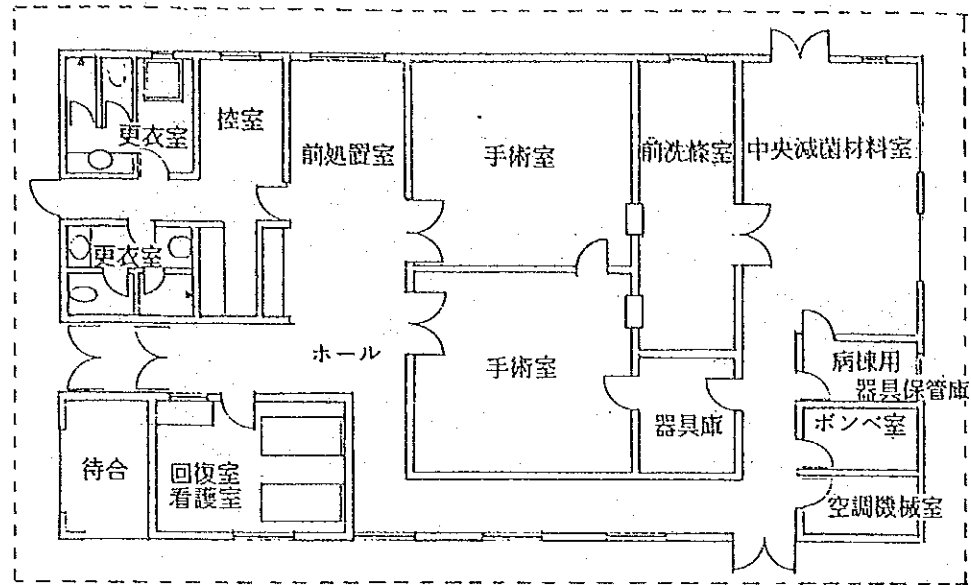 更衣室
控室
前処置室
手術室
前洗滌室
中央滅菌材料室
更衣室
ホール
手術室
器具庫
病棟用
器具保管庫
ボンベ室
空調機械室
待合
回復室
看護室